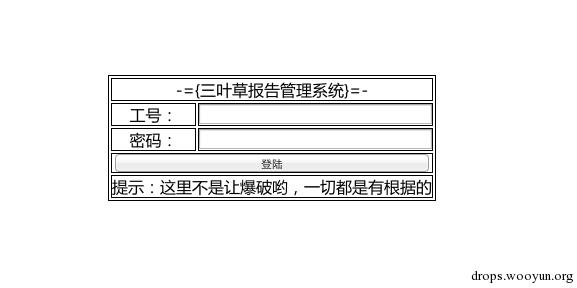 -={三叶草报告管理系统}=-
工号：
密码：
登陆
提示：这里不是让爆破哟，一切都是有根据的
drops.wooyun.org